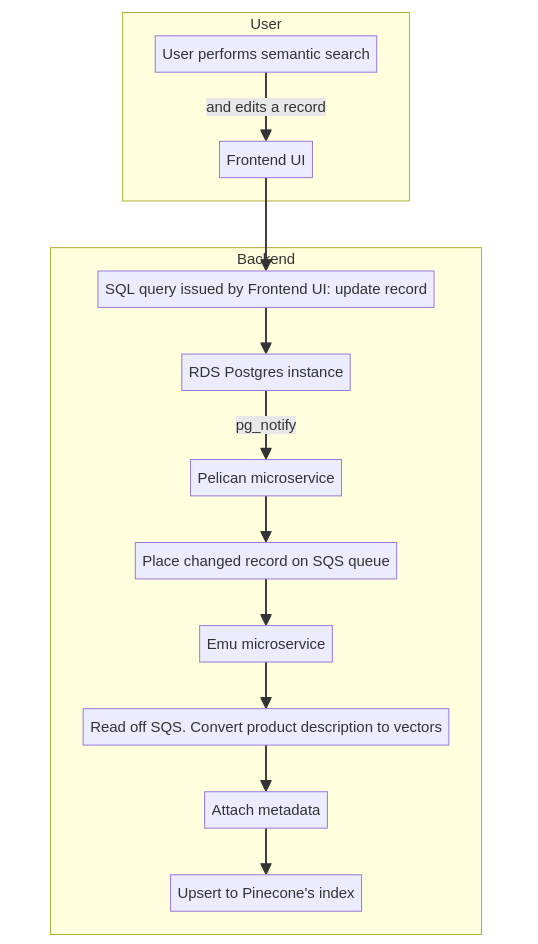 User
User performs semantic search
and edits a record
Frontend UI
Backend
SQL query issued by Frontend UI: update record
RDS Postgres instance
pg_notify
Pelican microservice
Place changed record on SQS queue
Emu microservice
Read off SQS. Convert product description to vectors
Attach metadata
Upsert to Pinecone's index